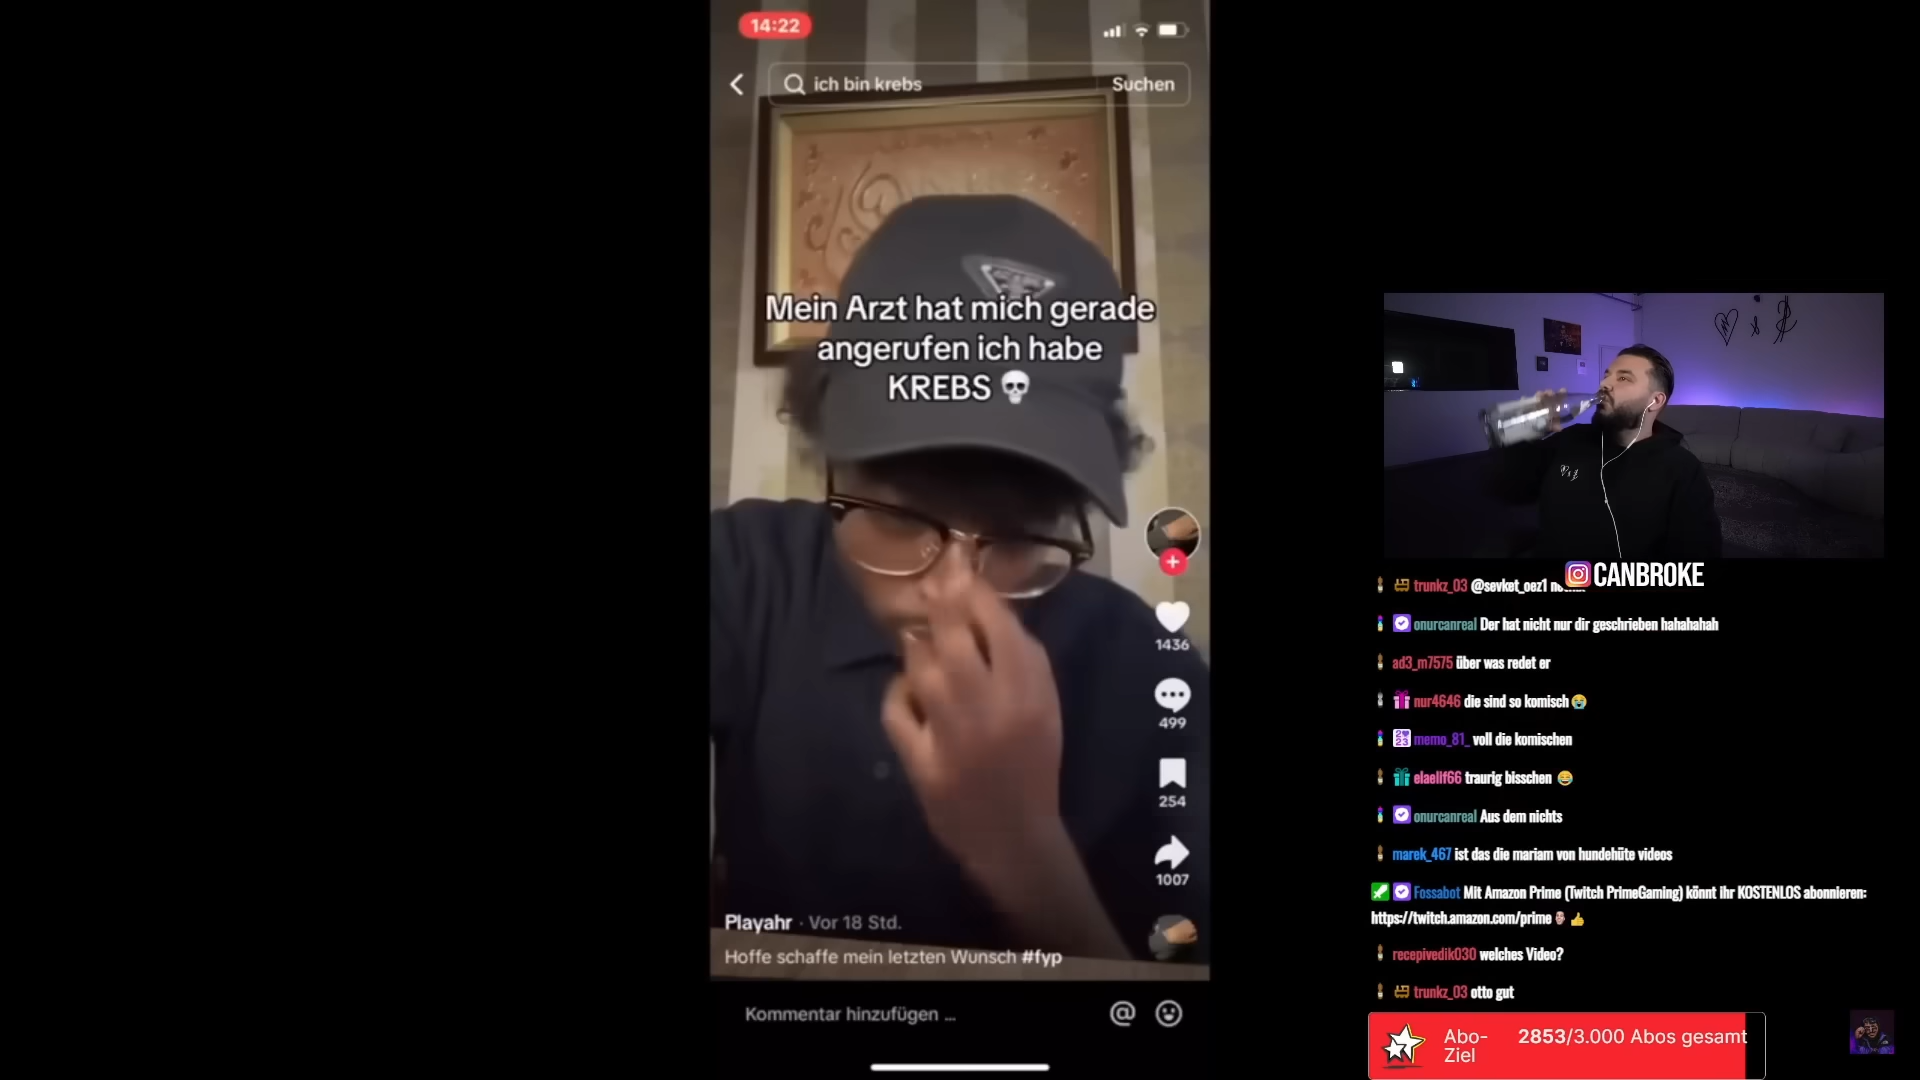 14:22
ich bin krebs
Suchen
Mein Arzt hat mich gerade
angerufen ich habe
KREBS 💀
1436
499
254
1007
Playahr · Vor 18 Std.
Hoffe schaffe mein letzten Wunsch #fyp
Kommentar hinzufügen ...
CANBROKE
trunkz_03 @sevket_oez1
onurcanreal Der hat nicht nur dir geschrieben hahahahah
ad3_m7575 über was redet er
nur4646 die sind so komisch 😭
memo_81_ voll die komischen
elaellf66 traurig bisschen 😂
onurcanreal Aus dem nichts
marek_467 ist das die mariam von hundehüte videos
Fossabot Mit Amazon Prime (Twitch PrimeGaming) könnt ihr KOSTENLOS abonnieren:
https://twitch.amazon.com/prime 👍
recepivedik030 welches Video?
trunkz_03 otto gut
Abo-
Ziel
2853/3.000 Abos gesamt